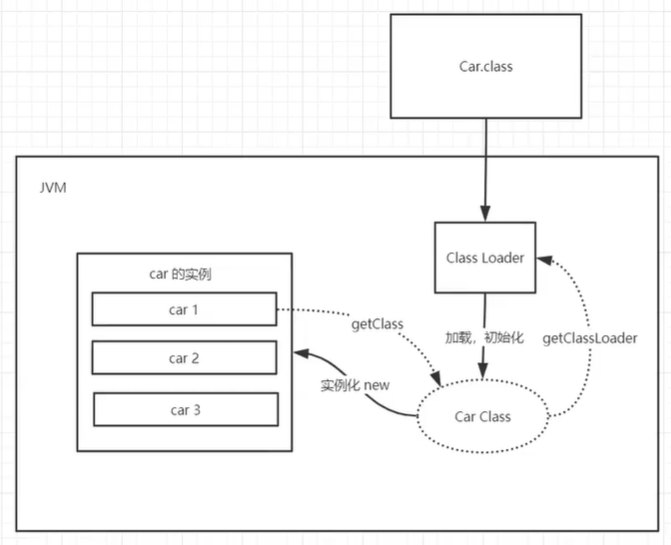 Car.class
JVM
Class Loader
car 的实例
car 1
getClass
加载，初始化
getClassLoader
car 2
实例化 new
car 3
Car Class